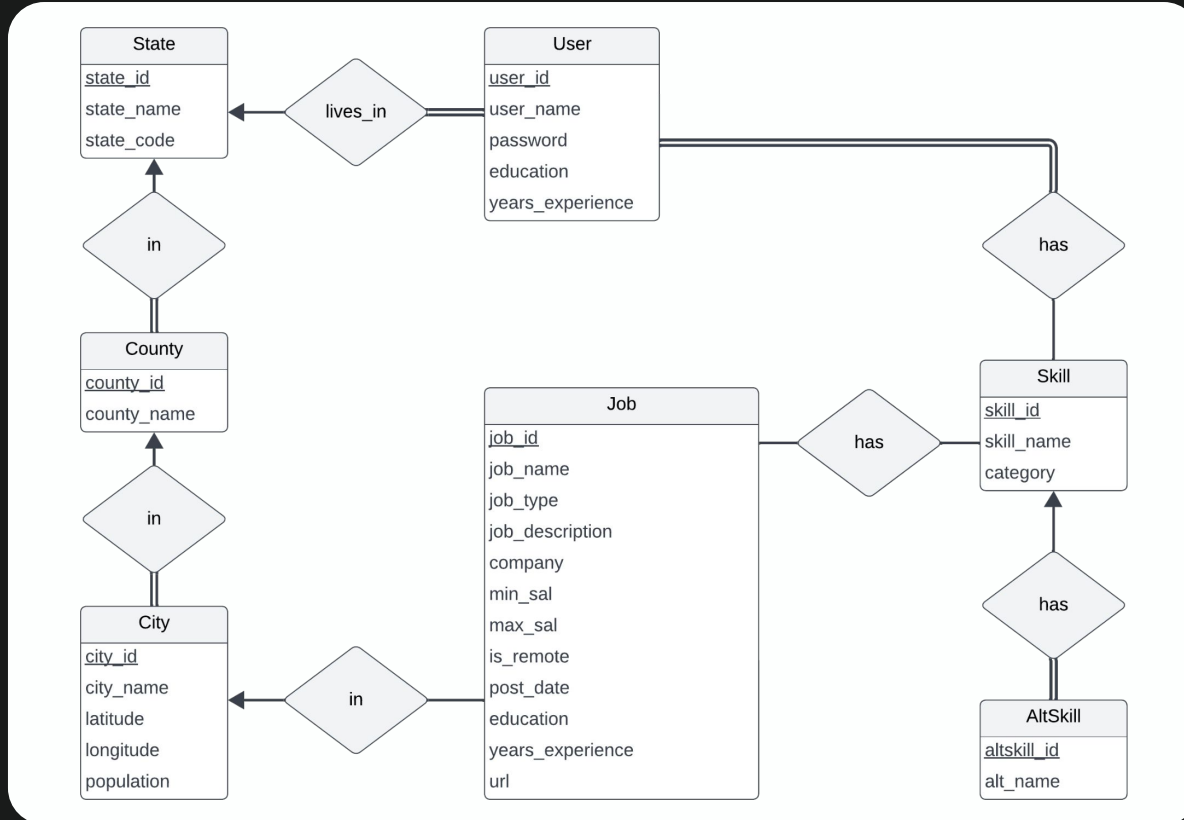 State
state_id
state_name
state_code
lives_in
User
user_id
user_name
password
education
years_experience
in
has
County
county_id
county_name
in
Job
job_id
job_name
job_type
job_description
company
min_sal
max_sal
is_remote
post_date
education
years_experience
url
has
Skill
skill_id
skill_name
category
City
city_id
city_name
latitude
longitude
population
in
has
AltSkill
altskill_id
alt_name